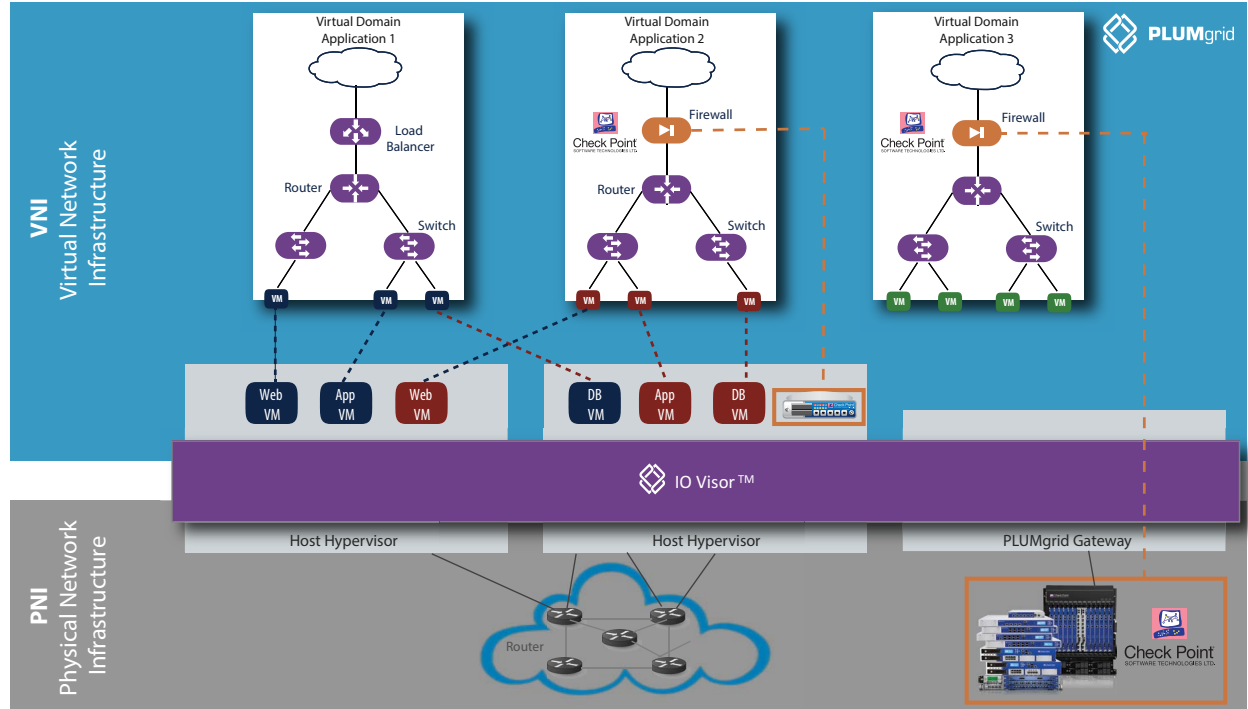 Virtual Domain
Application 1
Virtual Domain
Application 2
Virtual Domain
Application 3
PLUMgrid
Load
Balancer
Router
Switch
VM
VM
VM
Check Point
SOFTWARE TECHNOLOGIES LTD.
Firewall
Router
Switch
VM
VM
VM
Check Point
SOFTWARE TECHNOLOGIES LTD.
Firewall
Switch
VM
VM
VM
VM
VNI
Virtual Network
Infrastructure
Web
VM
App
VM
Web
VM
DB
VM
App
VM
DB
VM
Check Point
IO Visor™
PNI
Physical Network
Infrastructure
Host Hypervisor
Host Hypervisor
PLUMgrid Gateway
Router
Check Point
SOFTWARE TECHNOLOGIES LTD.